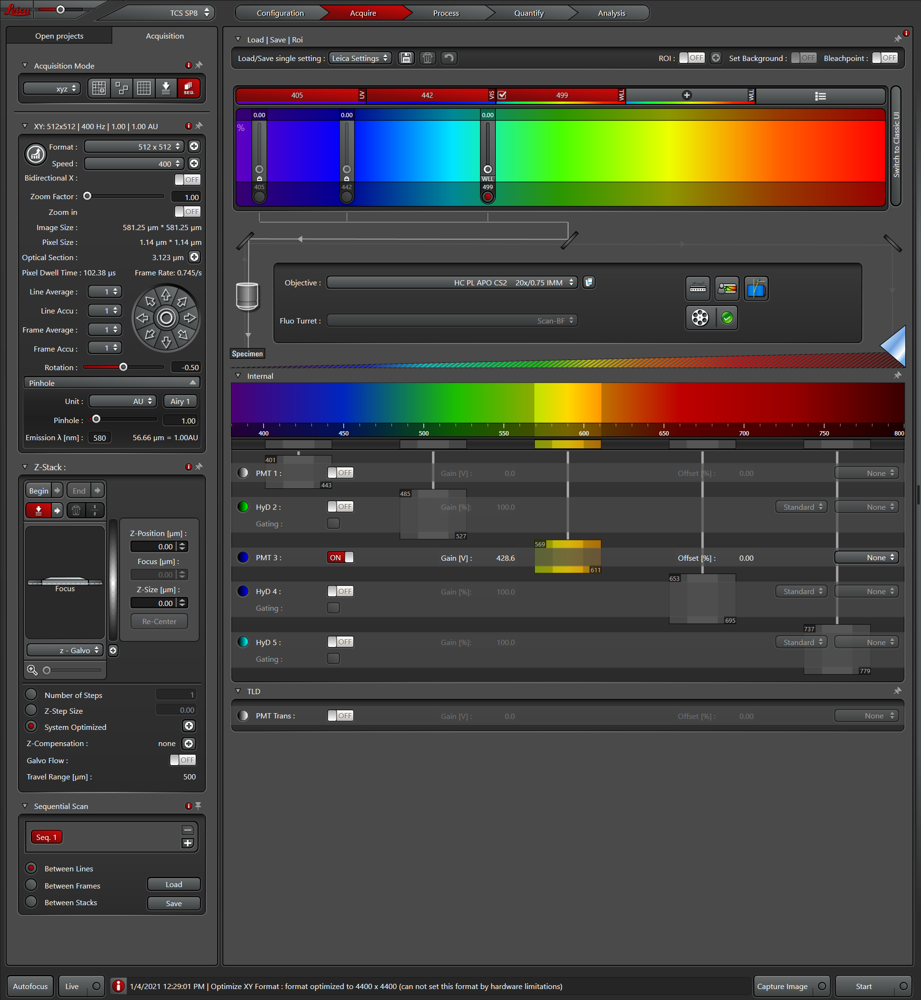 Leica
TCS SP8
Configuration
Acquire
Process
Quantify
Analysis
Open projects
Acquisition
Acquisition Mode
xyz
SEQ.
XY: 512x512 | 400 Hz | 1.00 | 1.00 AU
Format : 512 x 512
Speed : 400
Bidirectional X : OFF
Zoom Factor : 1.00
Zoom in OFF
Image Size : 581.25 µm * 581.25 µm
Pixel Size : 1.14 µm * 1.14 µm
Optical Section : 3.123 µm
Pixel Dwell Time : 102.38 µs Frame Rate: 0.745/s
Line Average : 1
Line Accu : 1
Frame Average : 1
Frame Accu : 1
Rotation : -0.50
Pinhole
Unit : AU Airy 1
Pinhole : 1.00
Emission λ [nm] : 580 56.66 µm = 1.00AU
Z-Stack :
Begin End
Z-Position [µm] :
0.00
Focus [µm] :
0.00
Focus
Z-Size [µm] :
0.00
Re-Center
z - Galvo
Number of Steps 1
Z-Step Size 0.00
System Optimized
Z-Compensation : none
Galvo Flow : OFF
Travel Range [µm] : 500
Sequential Scan
Seq. 1
Between Lines
Between Frames Load
Between Stacks Save
Load | Save | Roi
Load/Save single setting : Leica Settings ROI : OFF Set Background : OFF Bleachpoint : OFF
405 UV 442 VIS 499 WLL WLL
0.00 0.00 0.00
%
WLL
405 442 499
Switch to Classic UI
Objective : HC PL APO CS2 20x/0.75 IMM
Fluo Turret : Scan-BF
Specimen
Internal
400 450 500 550 600 650 700 750 800
401
PMT 1 : OFF Gain [V] : 0.0 Offset [%] : 0.00 None
443
485
HyD 2 : OFF Gain [%]: 100.0 Standard None
Gating :
527
569
PMT 3 : ON Gain [V] : 428.6 Offset [%] : 0.00 None
611
653
HyD 4 : OFF Gain [%]: 100.0 Standard None
Gating :
695
737
HyD 5 : OFF Gain [%]: 100.0 Standard None
Gating :
779
TLD
PMT Trans : OFF Gain [V] : 0.0 Offset [%] : 0.00 None
Autofocus Live 1/4/2021 12:29:01 PM | Optimize XY Format : format optimized to 4400 x 4400 (can not set this format by hardware limitations) Capture Image Start